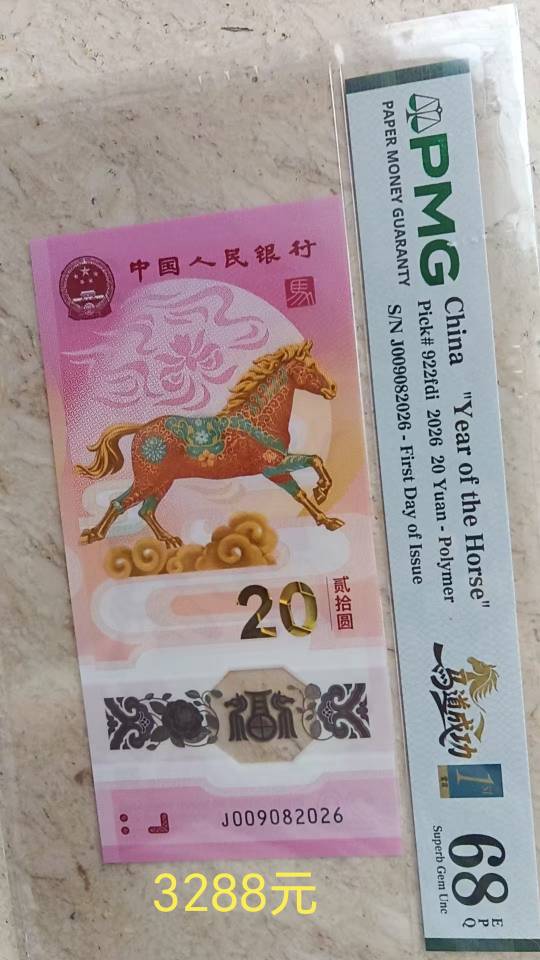 中国人民银行
馬
20
贰拾圆
J009082026
3288元
PMG
PAPER MONEY GUARANTY
China "Year of the Horse"
Pick# 922fdi 2026 20 Yuan - Polymer
S/N J009082026 - First Day of Issue
马道成功
1st
68 EPQ
Superb Gem Unc